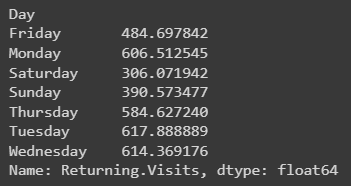 Day
Friday 484.697842
Monday 606.512545
Saturday 306.071942
Sunday 390.573477
Thursday 584.627240
Tuesday 617.888889
Wednesday 614.369176
Name: Returning.Visits, dtype: float64